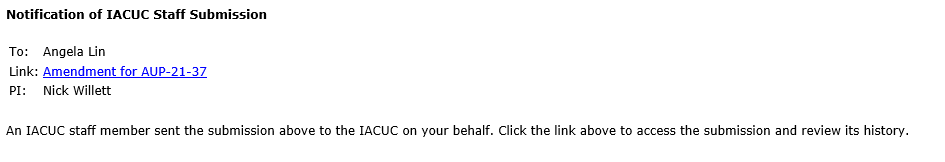 Notification of IACUC Staff Submission
To: Angela Lin
Link: Amendment for AUP-21-37
PI: Nick Willett
An IACUC staff member sent the submission above to the IACUC on your behalf. Click the link above to access the submission and review its history.